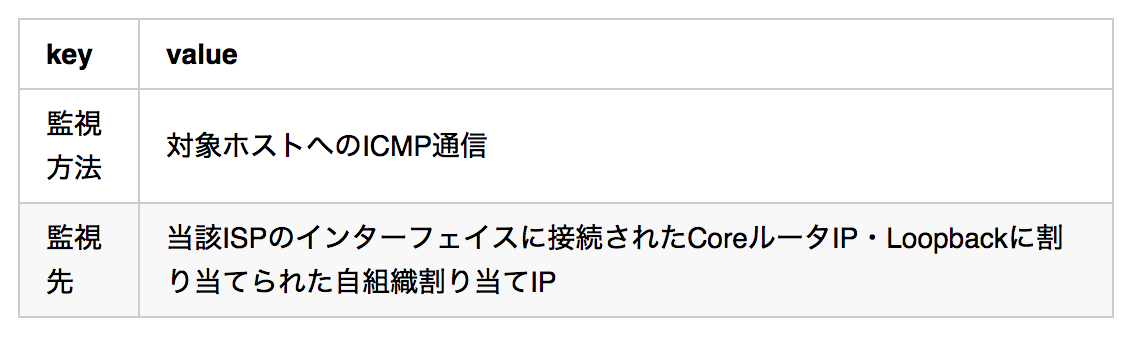 key value
監視
方法
対象ホストへのICMP通信
監視
先
当該ISPのインターフェイスに接続されたCoreルータIP・Loopbackに割
り当てられた自組織割り当てIP